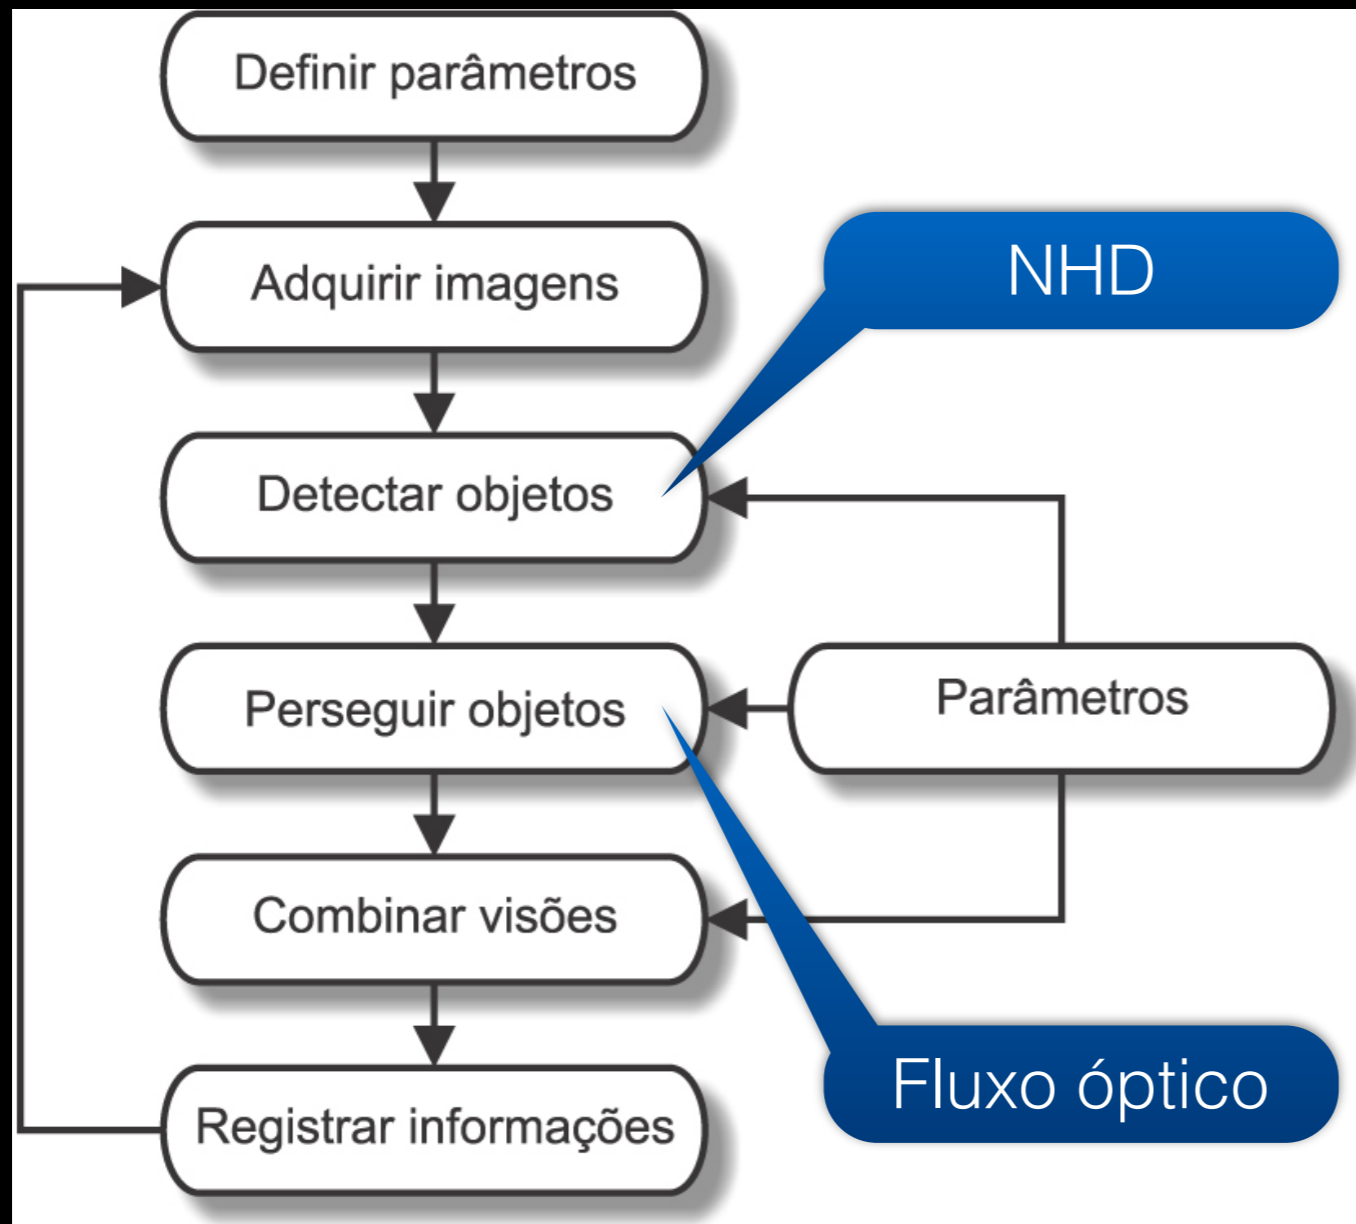 Definir parâmetros
Adquirir imagens
NHD
Detectar objetos
Perseguir objetos
Parâmetros
Combinar visões
Fluxo óptico
Registrar informações